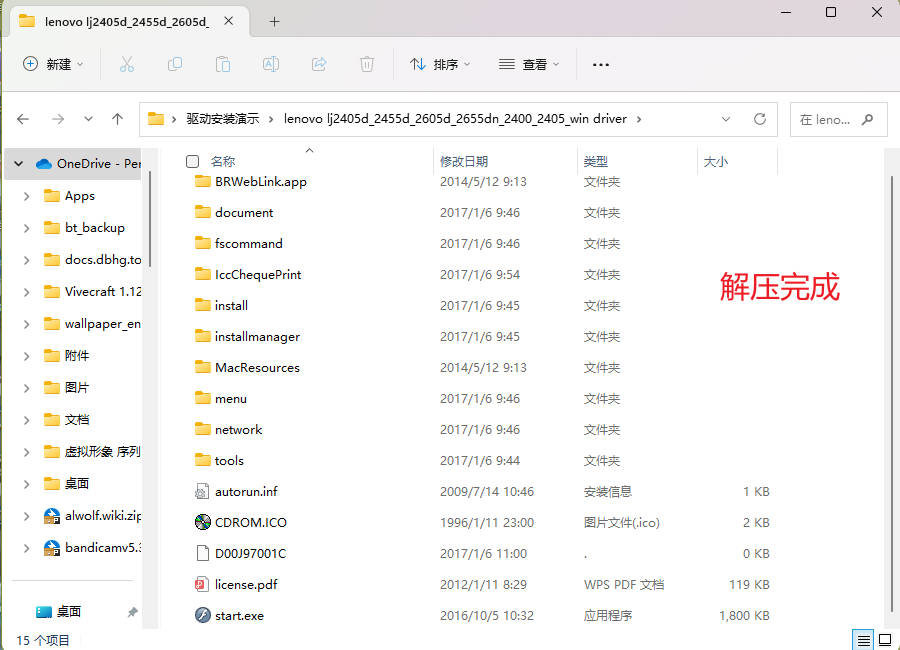 lenovo lj2405d_2455d_2605d_
新建
排序
查看
驱动安装演示
lenovo lj2405d_2455d_2605d_2655dn_2400_2405_win driver
在 leno...
OneDrive - Per
Apps
bt_backup
docs.dbhg.to
Vivecraft 1.12
wallpaper_en
附件
图片
文档
虚拟形象 序列
桌面
alwolf.wiki.zip
bandicamv5.3
桌面
名称 修改日期 类型 大小
BRWebLink.app 2014/5/12 9:13 文件夹
document 2017/1/6 9:46 文件夹
fscommand 2017/1/6 9:46 文件夹
IccChequePrint 2017/1/6 9:54 文件夹
install 2017/1/6 9:45 文件夹
installmanager 2017/1/6 9:45 文件夹
MacResources 2014/5/12 9:13 文件夹
menu 2017/1/6 9:46 文件夹
network 2017/1/6 9:46 文件夹
tools 2017/1/6 9:44 文件夹
autorun.inf 2009/7/14 10:46 安装信息 1 KB
CDROM.ICO 1996/1/11 23:00 图片文件(.ico) 2 KB
D00J97001C 2017/1/6 11:00 . 0 KB
license.pdf 2012/1/11 8:29 WPS PDF 文档 119 KB
start.exe 2016/10/5 10:32 应用程序 1,800 KB
解压完成
15 个项目